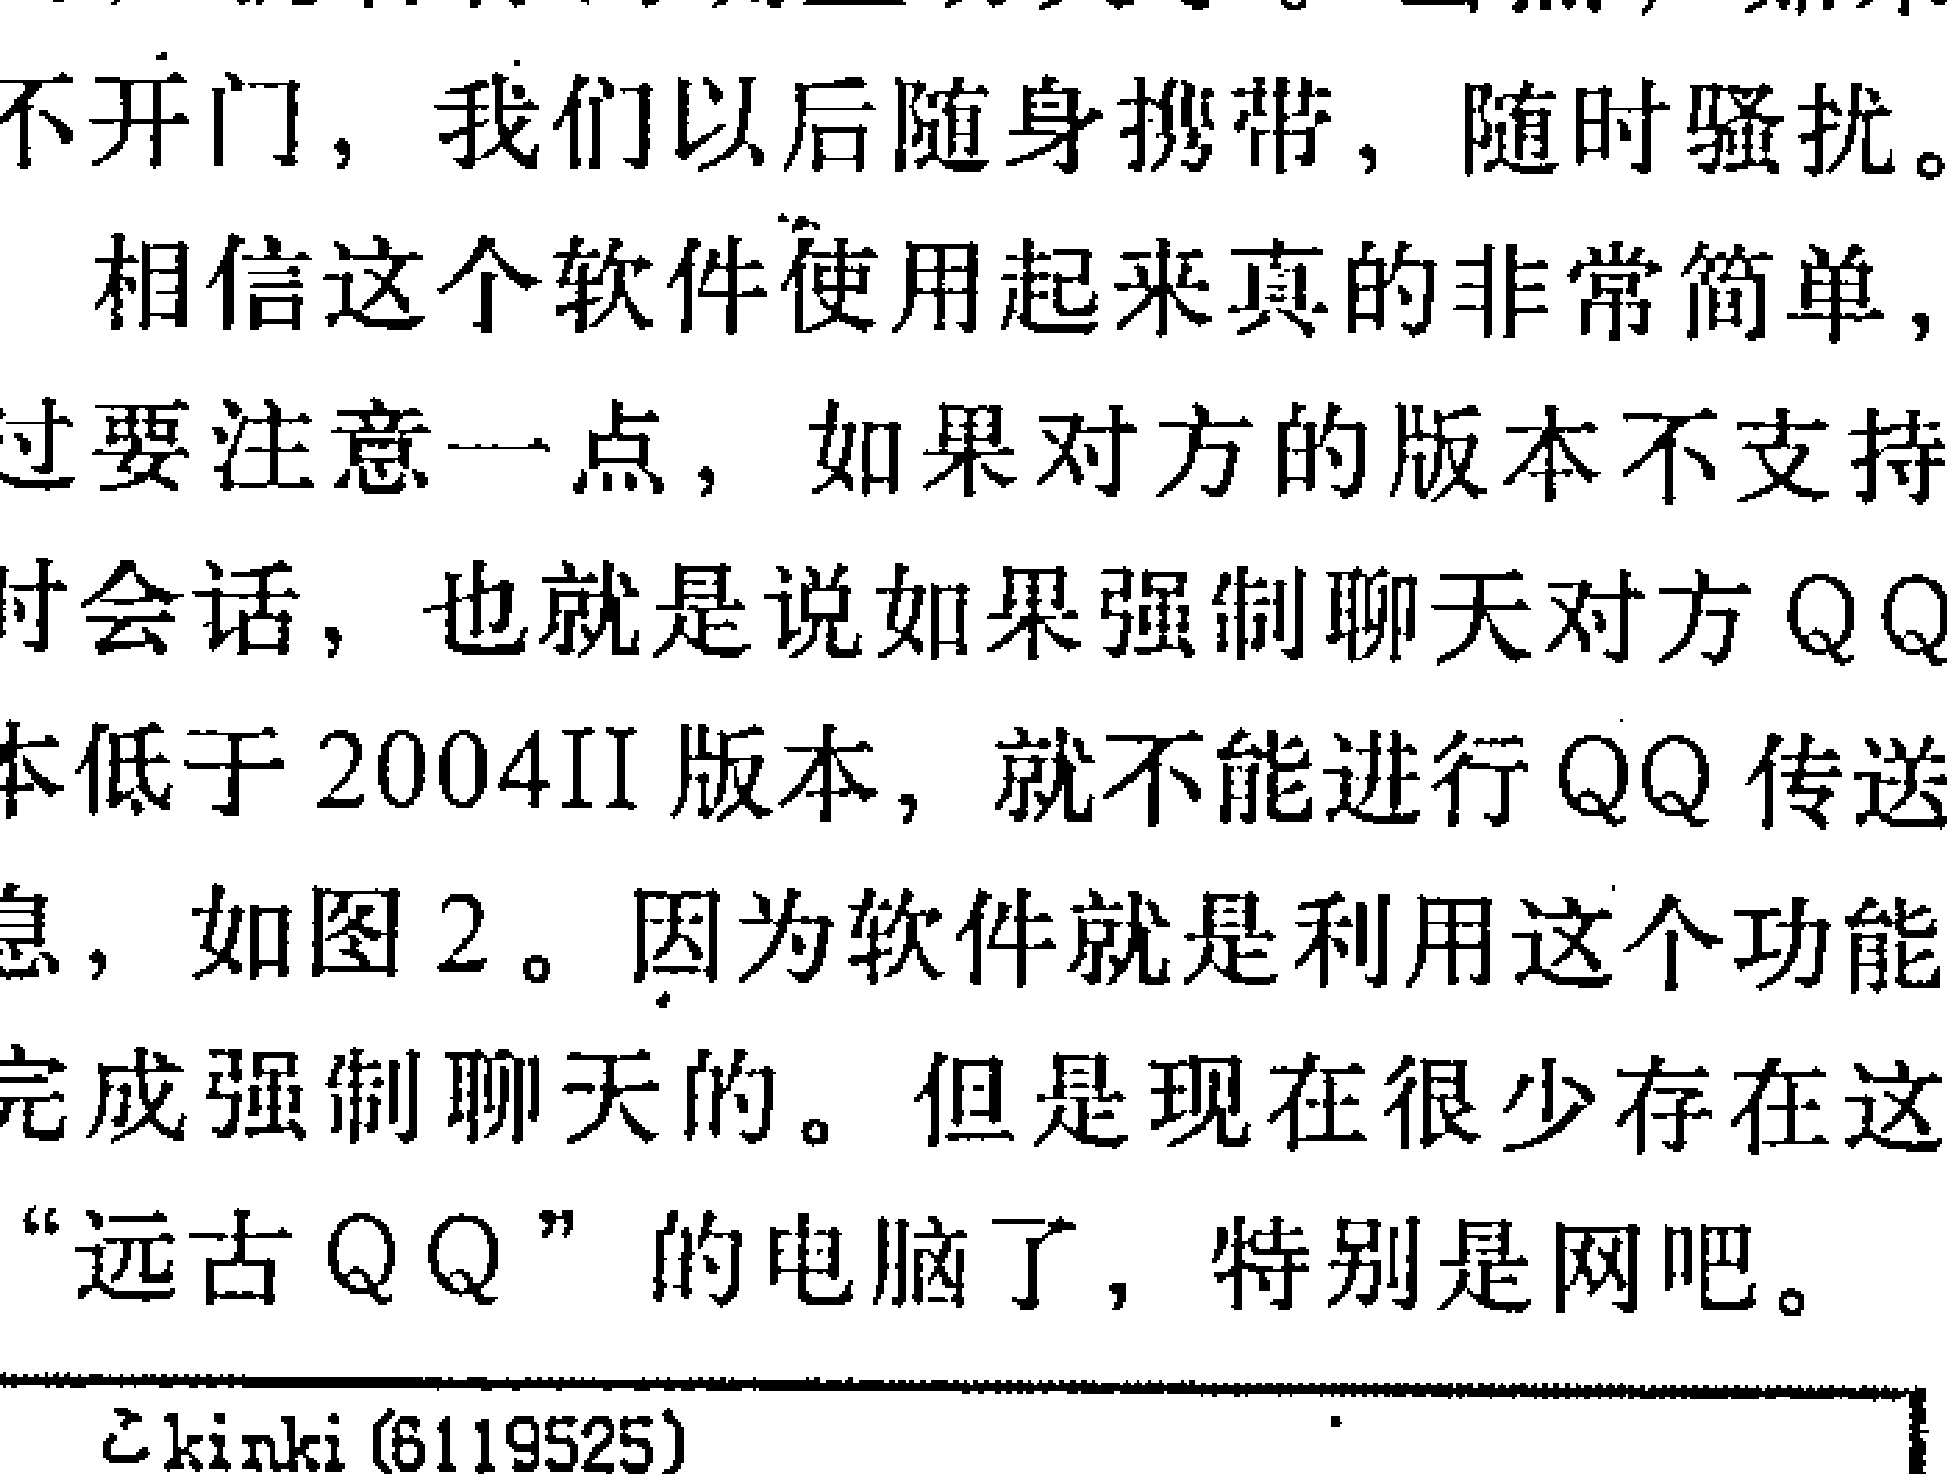 不开门，我们以后随身携带，随时骚扰。
相信这个软件使用起来真的非常简单，
过要注意一点，如果对方的版本不支持
时会话，也就是说如果强制聊天对方QQ
本低于2004II版本，就不能进行QQ传送
息，如图2。因为软件就是利用这个功能
完成强制聊天的。但是现在很少存在这
“远古QQ”的电脑了，特别是网吧。
こkinki(6119525)